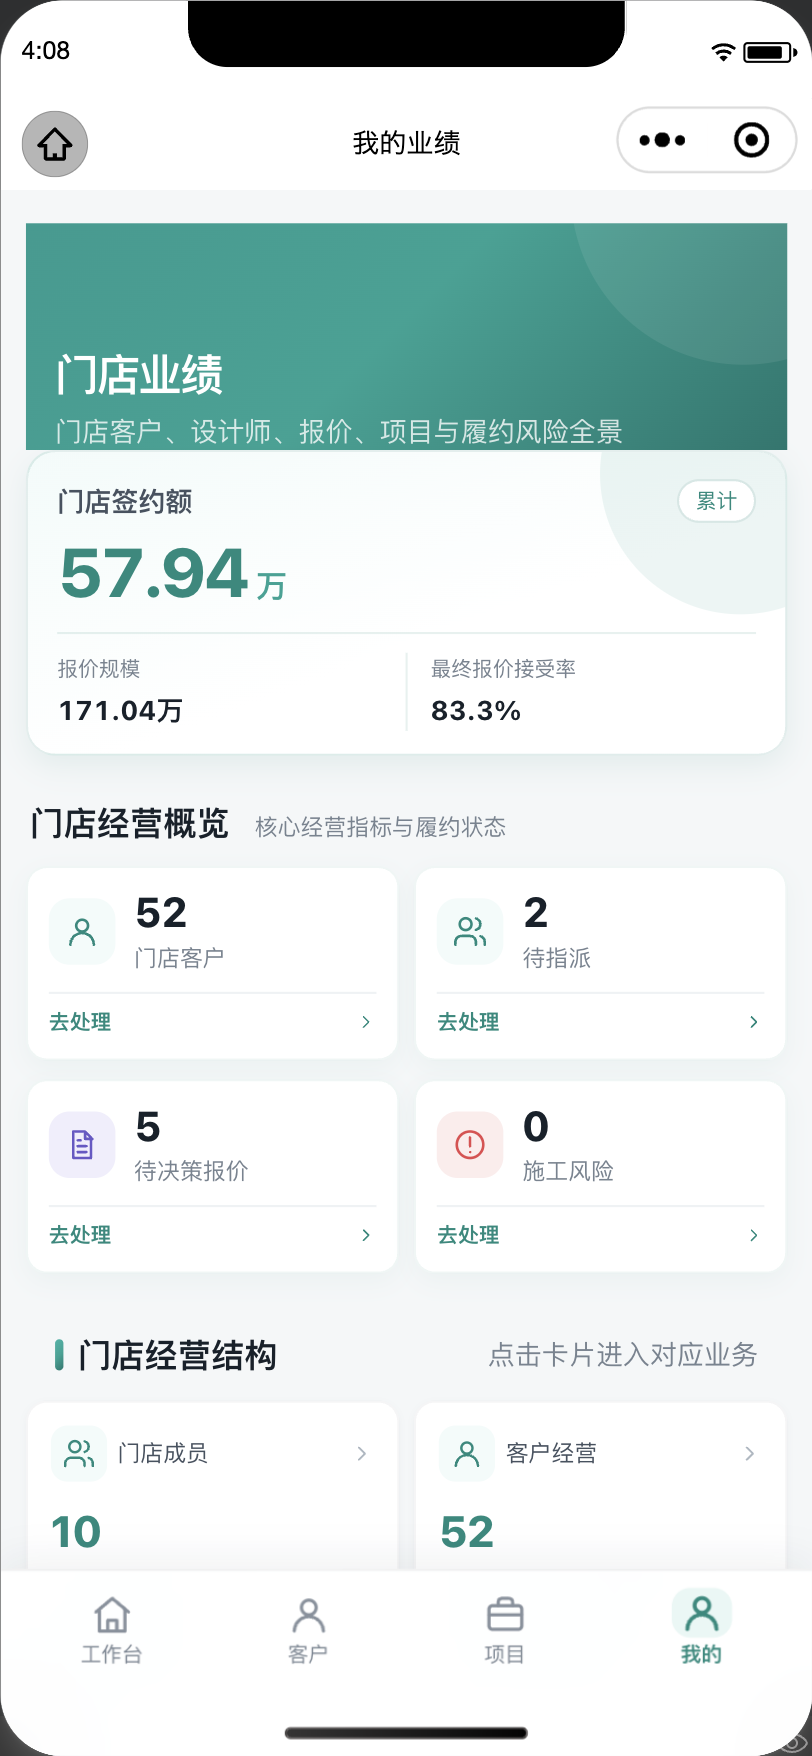 4:08
我的业绩
门店业绩
门店客户、设计师、报价、项目与履约风险全景
门店签约额
累计
57.94万
报价规模
最终报价接受率
171.04万
83.3%
门店经营概览 核心经营指标与履约状态
52
门店客户
去处理
2
待指派
去处理
5
待决策报价
去处理
0
施工风险
去处理
门店经营结构
点击卡片进入对应业务
门店成员
10
客户经营
52
工作台
客户
项目
我的